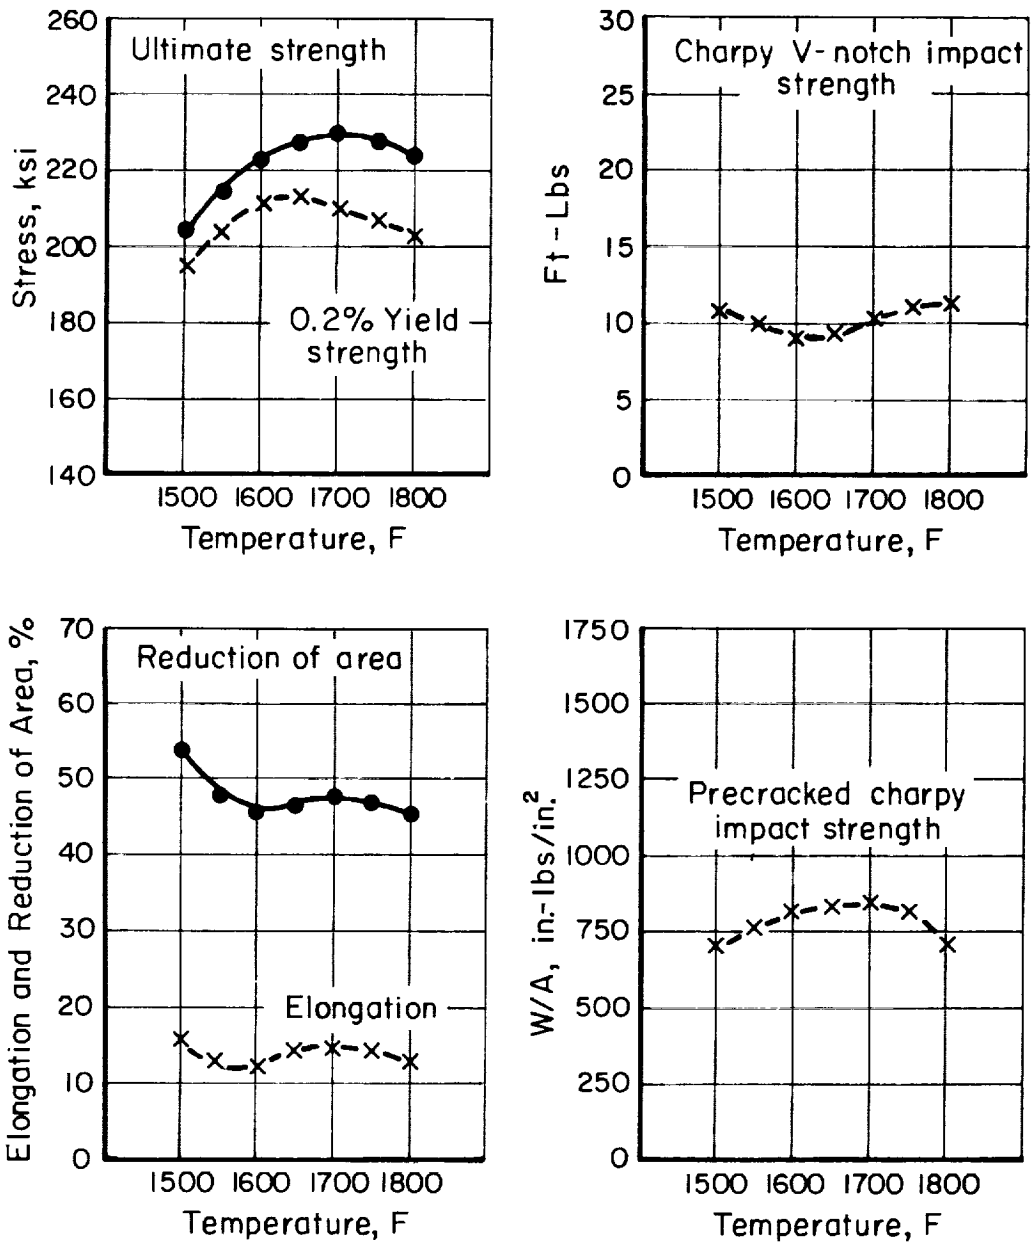 260
240
220
200
180
160
140
Stress, ksi
Ultimate strength
0.2% Yield
strength
1500 1600 1700 1800
Temperature, F
30
25
20
15
10
5
0
Ft-Lbs
Charpy V-notch impact
strength
1500 1600 1700 1800
Temperature, F
70
60
50
40
30
20
10
0
Elongation and Reduction of Area, %
Reduction of area
Elongation
1500 1600 1700 1800
Temperature, F
1750
1500
1250
1000
750
500
250
0
W/A, in.-lbs/in.²
Precracked charpy
impact strength
1500 1600 1700 1800
Temperature, F